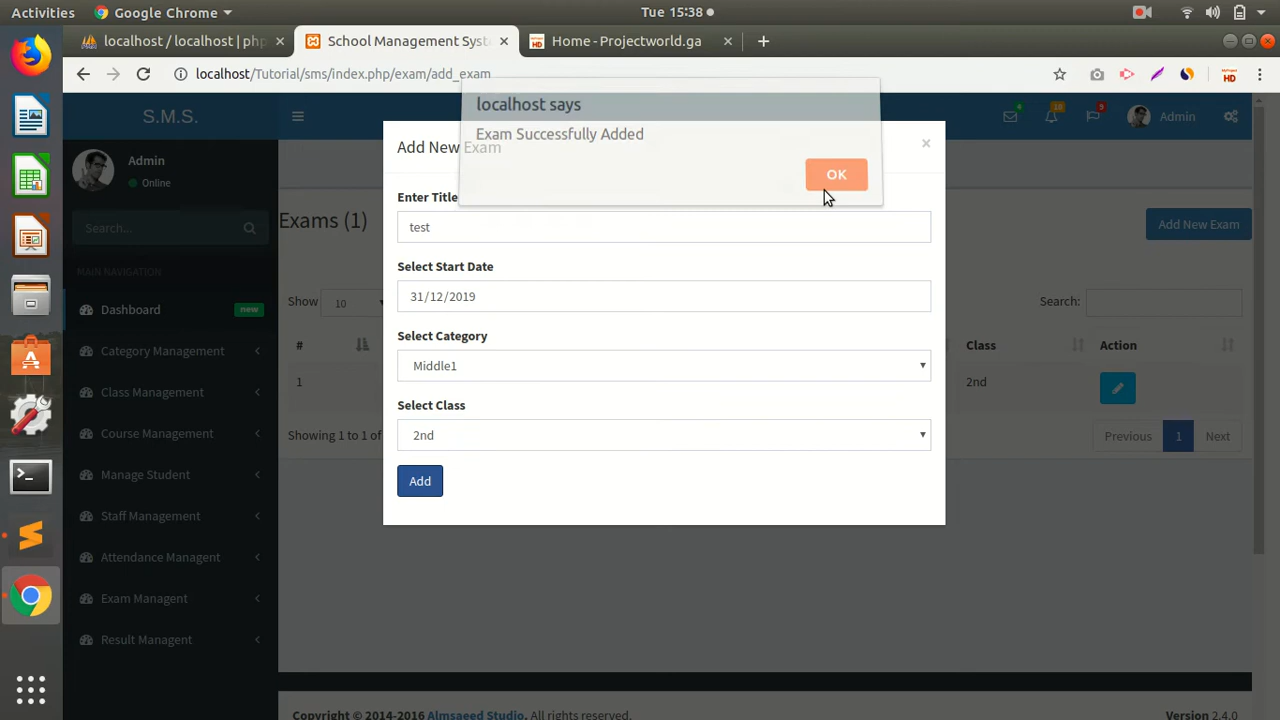 Activities
Google Chrome
Tue 15:38
localhost / localhost | php
School Management Syst
Home - Projectworld.ga
localhost/Tutorial/sms/index.php/exam/add_exam
S.M.S.
Admin
localhost says
Exam Successfully Added
OK
Add New Exam
Admin
Online
Search...
MAIN NAVIGATION
Dashboard
new
Category Management
Class Management
Course Management
Manage Student
Staff Management
Attendance Managent
Exam Managent
Result Managent
Exams (1)
Add New Exam
Show 10
Search:
# Class Action
1 2nd
Showing 1 to 1 of
Previous 1 Next
Enter Title
test
Select Start Date
31/12/2019
Select Category
Middle1
Select Class
2nd
Add
Copyright © 2014-2016 Almsaeed Studio. All rights reserved.
Version 2.4.0